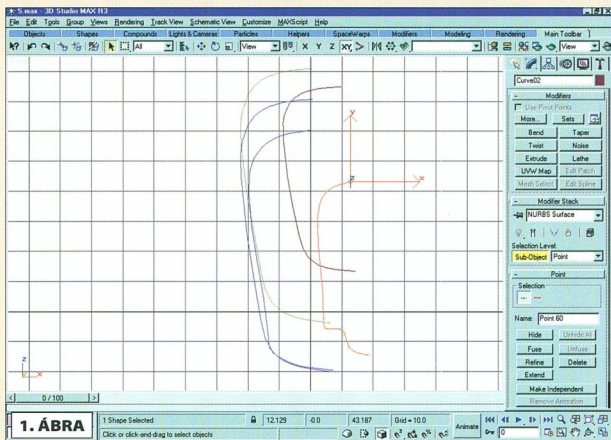 5.max - 3D Studio MAX R3
File Edit Tools Group Views Rendering Track View Schematic View Customize MAXScript Help
Objects Shapes Compounds Lights & Cameras Particles Helpers SpaceWarps Modifiers Modeling Rendering Main Toolbar
All View X Y Z XY View
Curve02
Modifiers
Use Pivot Points
More... Sets
Bend Taper
Twist Noise
Extrude Lathe
UVW Map Edit Patch
Mesh Select Edit Spline
Modifier Stack
NURBS Surface
Selection Level:
Sub-Object Point
Point
Selection
Name: Point 60
Hide Unhide All
Fuse Unfuse
Refine Delete
Extend
Make Independent
Remove Animation
y
x
z
z
x
0 / 100
1. ÁBRA
1 Shape Selected 12.129 -0.0 43.187 Grid = 10.0 Animate
Click or click-and-drag to select objects 0